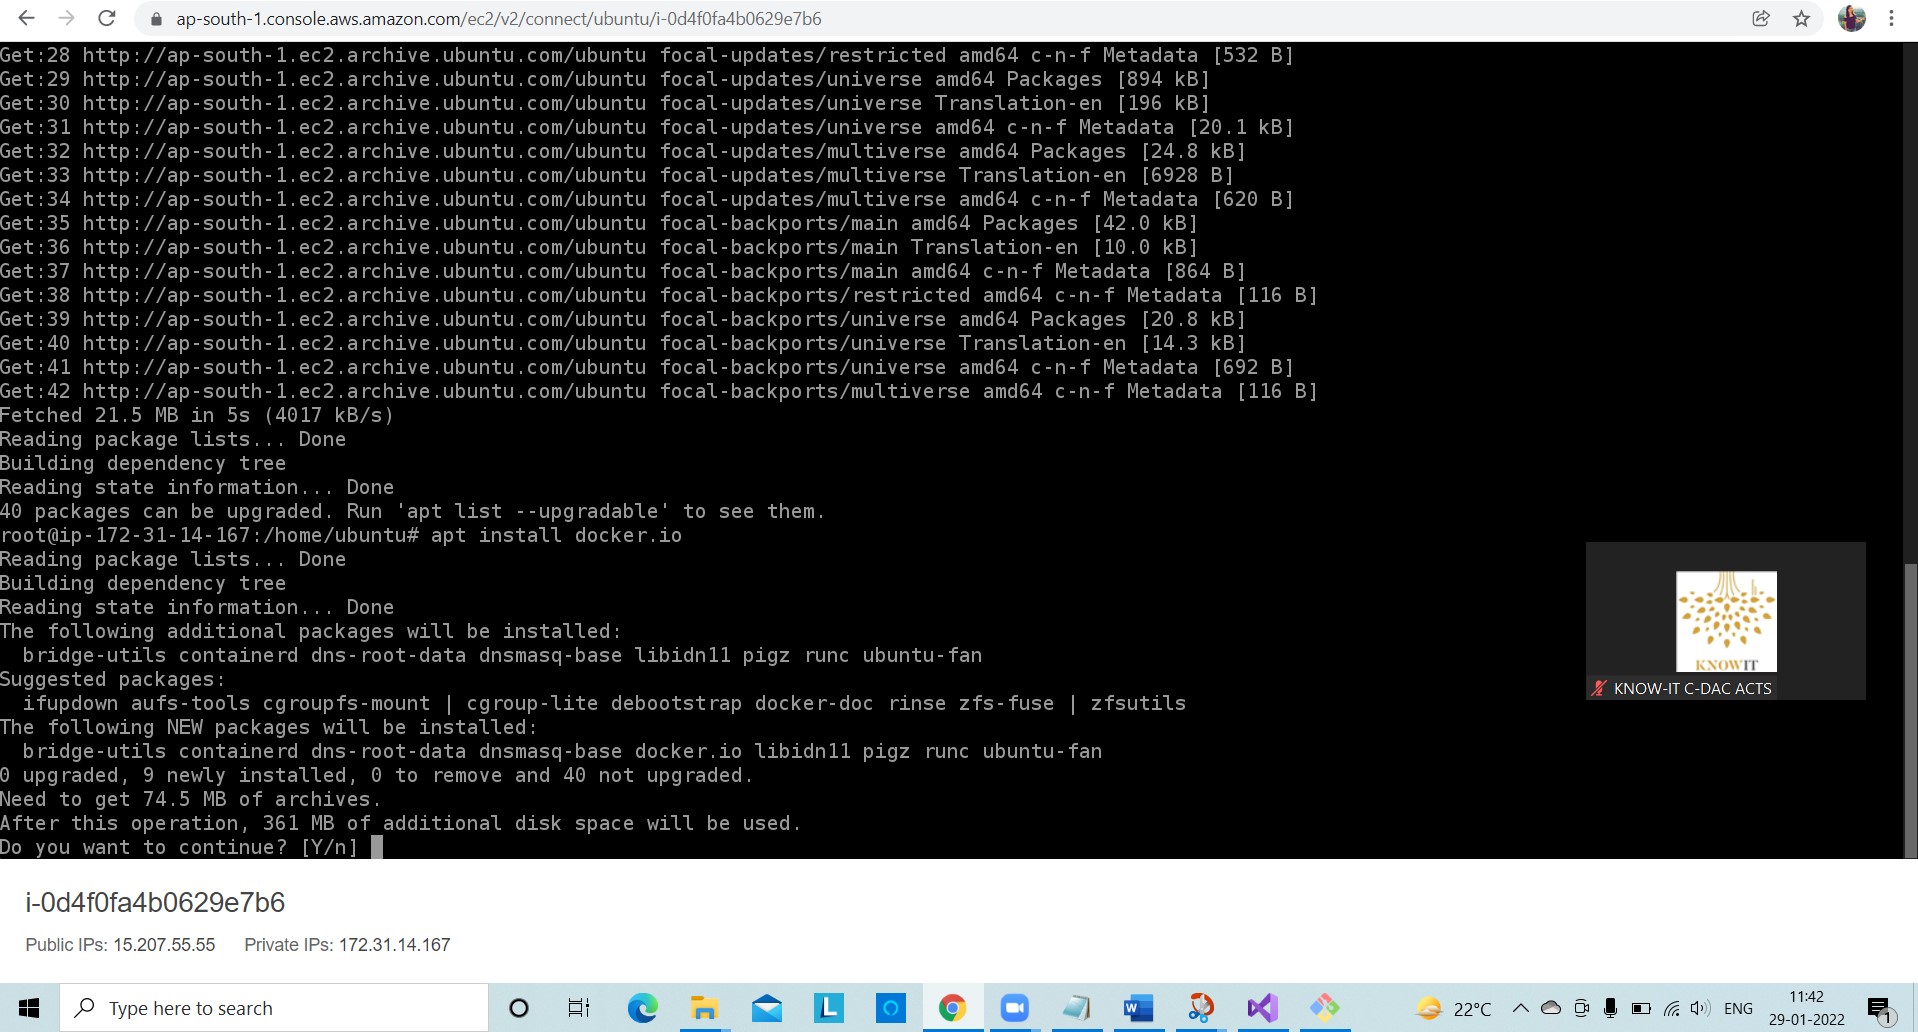 ap-south-1.console.aws.amazon.com/ec2/v2/connect/ubuntu/i-0d4f0fa4b0629e7b6
Get:28 http://ap-south-1.ec2.archive.ubuntu.com/ubuntu focal-updates/restricted amd64 c-n-f Metadata [532 B]
Get:29 http://ap-south-1.ec2.archive.ubuntu.com/ubuntu focal-updates/universe amd64 Packages [894 kB]
Get:30 http://ap-south-1.ec2.archive.ubuntu.com/ubuntu focal-updates/universe Translation-en [196 kB]
Get:31 http://ap-south-1.ec2.archive.ubuntu.com/ubuntu focal-updates/universe amd64 c-n-f Metadata [20.1 kB]
Get:32 http://ap-south-1.ec2.archive.ubuntu.com/ubuntu focal-updates/multiverse amd64 Packages [24.8 kB]
Get:33 http://ap-south-1.ec2.archive.ubuntu.com/ubuntu focal-updates/multiverse Translation-en [6928 B]
Get:34 http://ap-south-1.ec2.archive.ubuntu.com/ubuntu focal-updates/multiverse amd64 c-n-f Metadata [620 B]
Get:35 http://ap-south-1.ec2.archive.ubuntu.com/ubuntu focal-backports/main amd64 Packages [42.0 kB]
Get:36 http://ap-south-1.ec2.archive.ubuntu.com/ubuntu focal-backports/main Translation-en [10.0 kB]
Get:37 http://ap-south-1.ec2.archive.ubuntu.com/ubuntu focal-backports/main amd64 c-n-f Metadata [864 B]
Get:38 http://ap-south-1.ec2.archive.ubuntu.com/ubuntu focal-backports/restricted amd64 c-n-f Metadata [116 B]
Get:39 http://ap-south-1.ec2.archive.ubuntu.com/ubuntu focal-backports/universe amd64 Packages [20.8 kB]
Get:40 http://ap-south-1.ec2.archive.ubuntu.com/ubuntu focal-backports/universe Translation-en [14.3 kB]
Get:41 http://ap-south-1.ec2.archive.ubuntu.com/ubuntu focal-backports/universe amd64 c-n-f Metadata [692 B]
Get:42 http://ap-south-1.ec2.archive.ubuntu.com/ubuntu focal-backports/multiverse amd64 c-n-f Metadata [116 B]
Fetched 21.5 MB in 5s (4017 kB/s)
Reading package lists... Done
Building dependency tree
Reading state information... Done
40 packages can be upgraded. Run 'apt list --upgradable' to see them.
root@ip-172-31-14-167:/home/ubuntu# apt install docker.io
Reading package lists... Done
Building dependency tree
Reading state information... Done
The following additional packages will be installed:
  bridge-utils containerd dns-root-data dnsmasq-base libidn11 pigz runc ubuntu-fan
Suggested packages:
  ifupdown aufs-tools cgroupfs-mount | cgroup-lite debootstrap docker-doc rinse zfs-fuse | zfsutils
The following NEW packages will be installed:
  bridge-utils containerd dns-root-data dnsmasq-base docker.io libidn11 pigz runc ubuntu-fan
0 upgraded, 9 newly installed, 0 to remove and 40 not upgraded.
Need to get 74.5 MB of archives.
After this operation, 361 MB of additional disk space will be used.
Do you want to continue? [Y/n]
KNOWIT
KNOW-IT C-DAC ACTS
i-0d4f0fa4b0629e7b6
Public IPs: 15.207.55.55 Private IPs: 172.31.14.167
Type here to search
L
W
22°C
ENG
11:42
29-01-2022
1